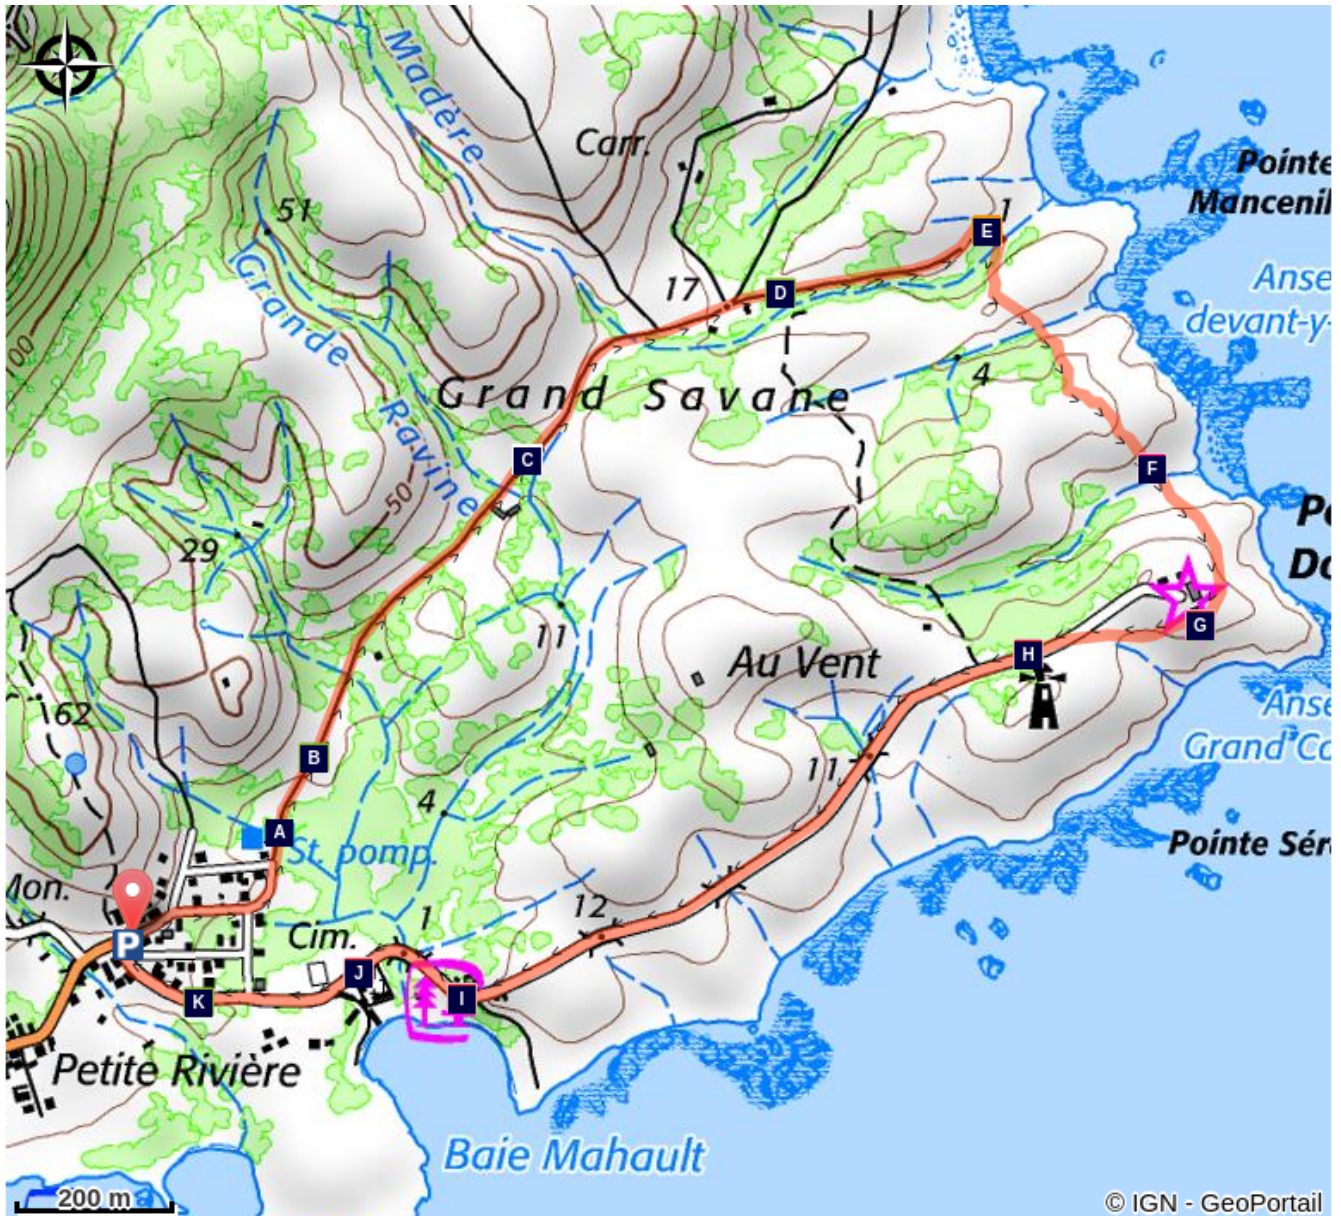 Madère
Carr.
Pointe
Mancenil
51
1
E
Grande
17
D
Anse
devant-y-
100
4
Grand Savane
Ravine
C
F
50
29
11
G
Au Vent
H
62
Anse
Grand Ca
B
11
4
A
St. pomp.
Pointe Sér
Mon.
12
1
P
Cim.
J
I
K
Petite Rivière
Baie Mahault
200 m
© IGN - GeoPortail